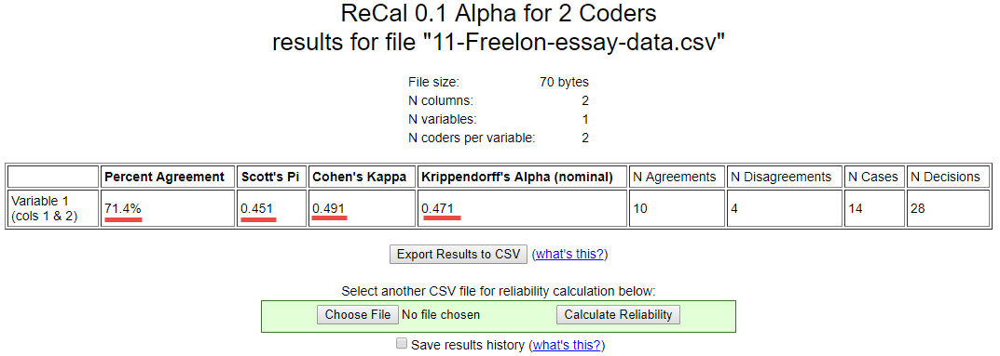 ReCal 0.1 Alpha for 2 Coders
results for file "11-Freelon-essay-data.csv"
File size: 70 bytes
N columns: 2
N variables: 1
N coders per variable: 2
Percent Agreement Scott's Pi Cohen's Kappa Krippendorff's Alpha (nominal) N Agreements N Disagreements N Cases N Decisions
Variable 1
(cols 1 & 2) 71.4% 0.451 0.491 0.471 10 4 14 28
Export Results to CSV (what's this?)
Select another CSV file for reliability calculation below:
Choose File No file chosen Calculate Reliability
Save results history (what's this?)